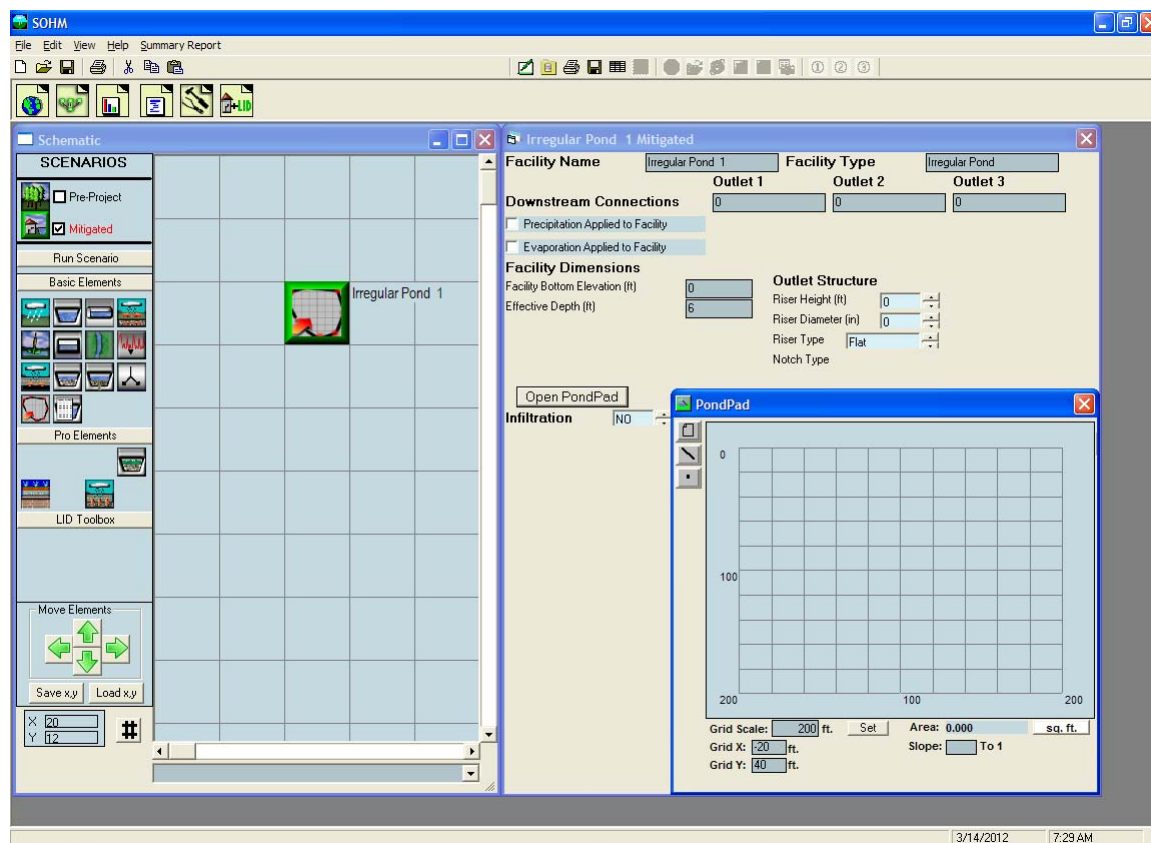 SOHM
File Edit View Help Summary Report
Schematic
SCENARIOS
Pre-Project
Mitigated
Run Scenario
Basic Elements
Pro Elements
LID Toolbox
Move Elements
Save x,y Load x,y
X 20
Y 12
Irregular Pond 1
+LID
Irregular Pond 1 Mitigated
Facility Name Irregular Pond 1 Facility Type Irregular Pond
Outlet 1 Outlet 2 Outlet 3
Downstream Connections 0 0 0
Precipitation Applied to Facility
Evaporation Applied to Facility
Facility Dimensions
Facility Bottom Elevation (ft) 0
Effective Depth (ft) 6
Outlet Structure
Riser Height (ft) 0
Riser Diameter (in) 0
Riser Type Flat
Notch Type
Open PondPad
Infiltration NO
PondPad
0
100
200 100 200
Grid Scale: 200 ft. Set Area: 0.000 sq. ft.
Grid X: -20 ft. Slope: To 1
Grid Y: 40 ft.
3/14/2012 7:29 AM